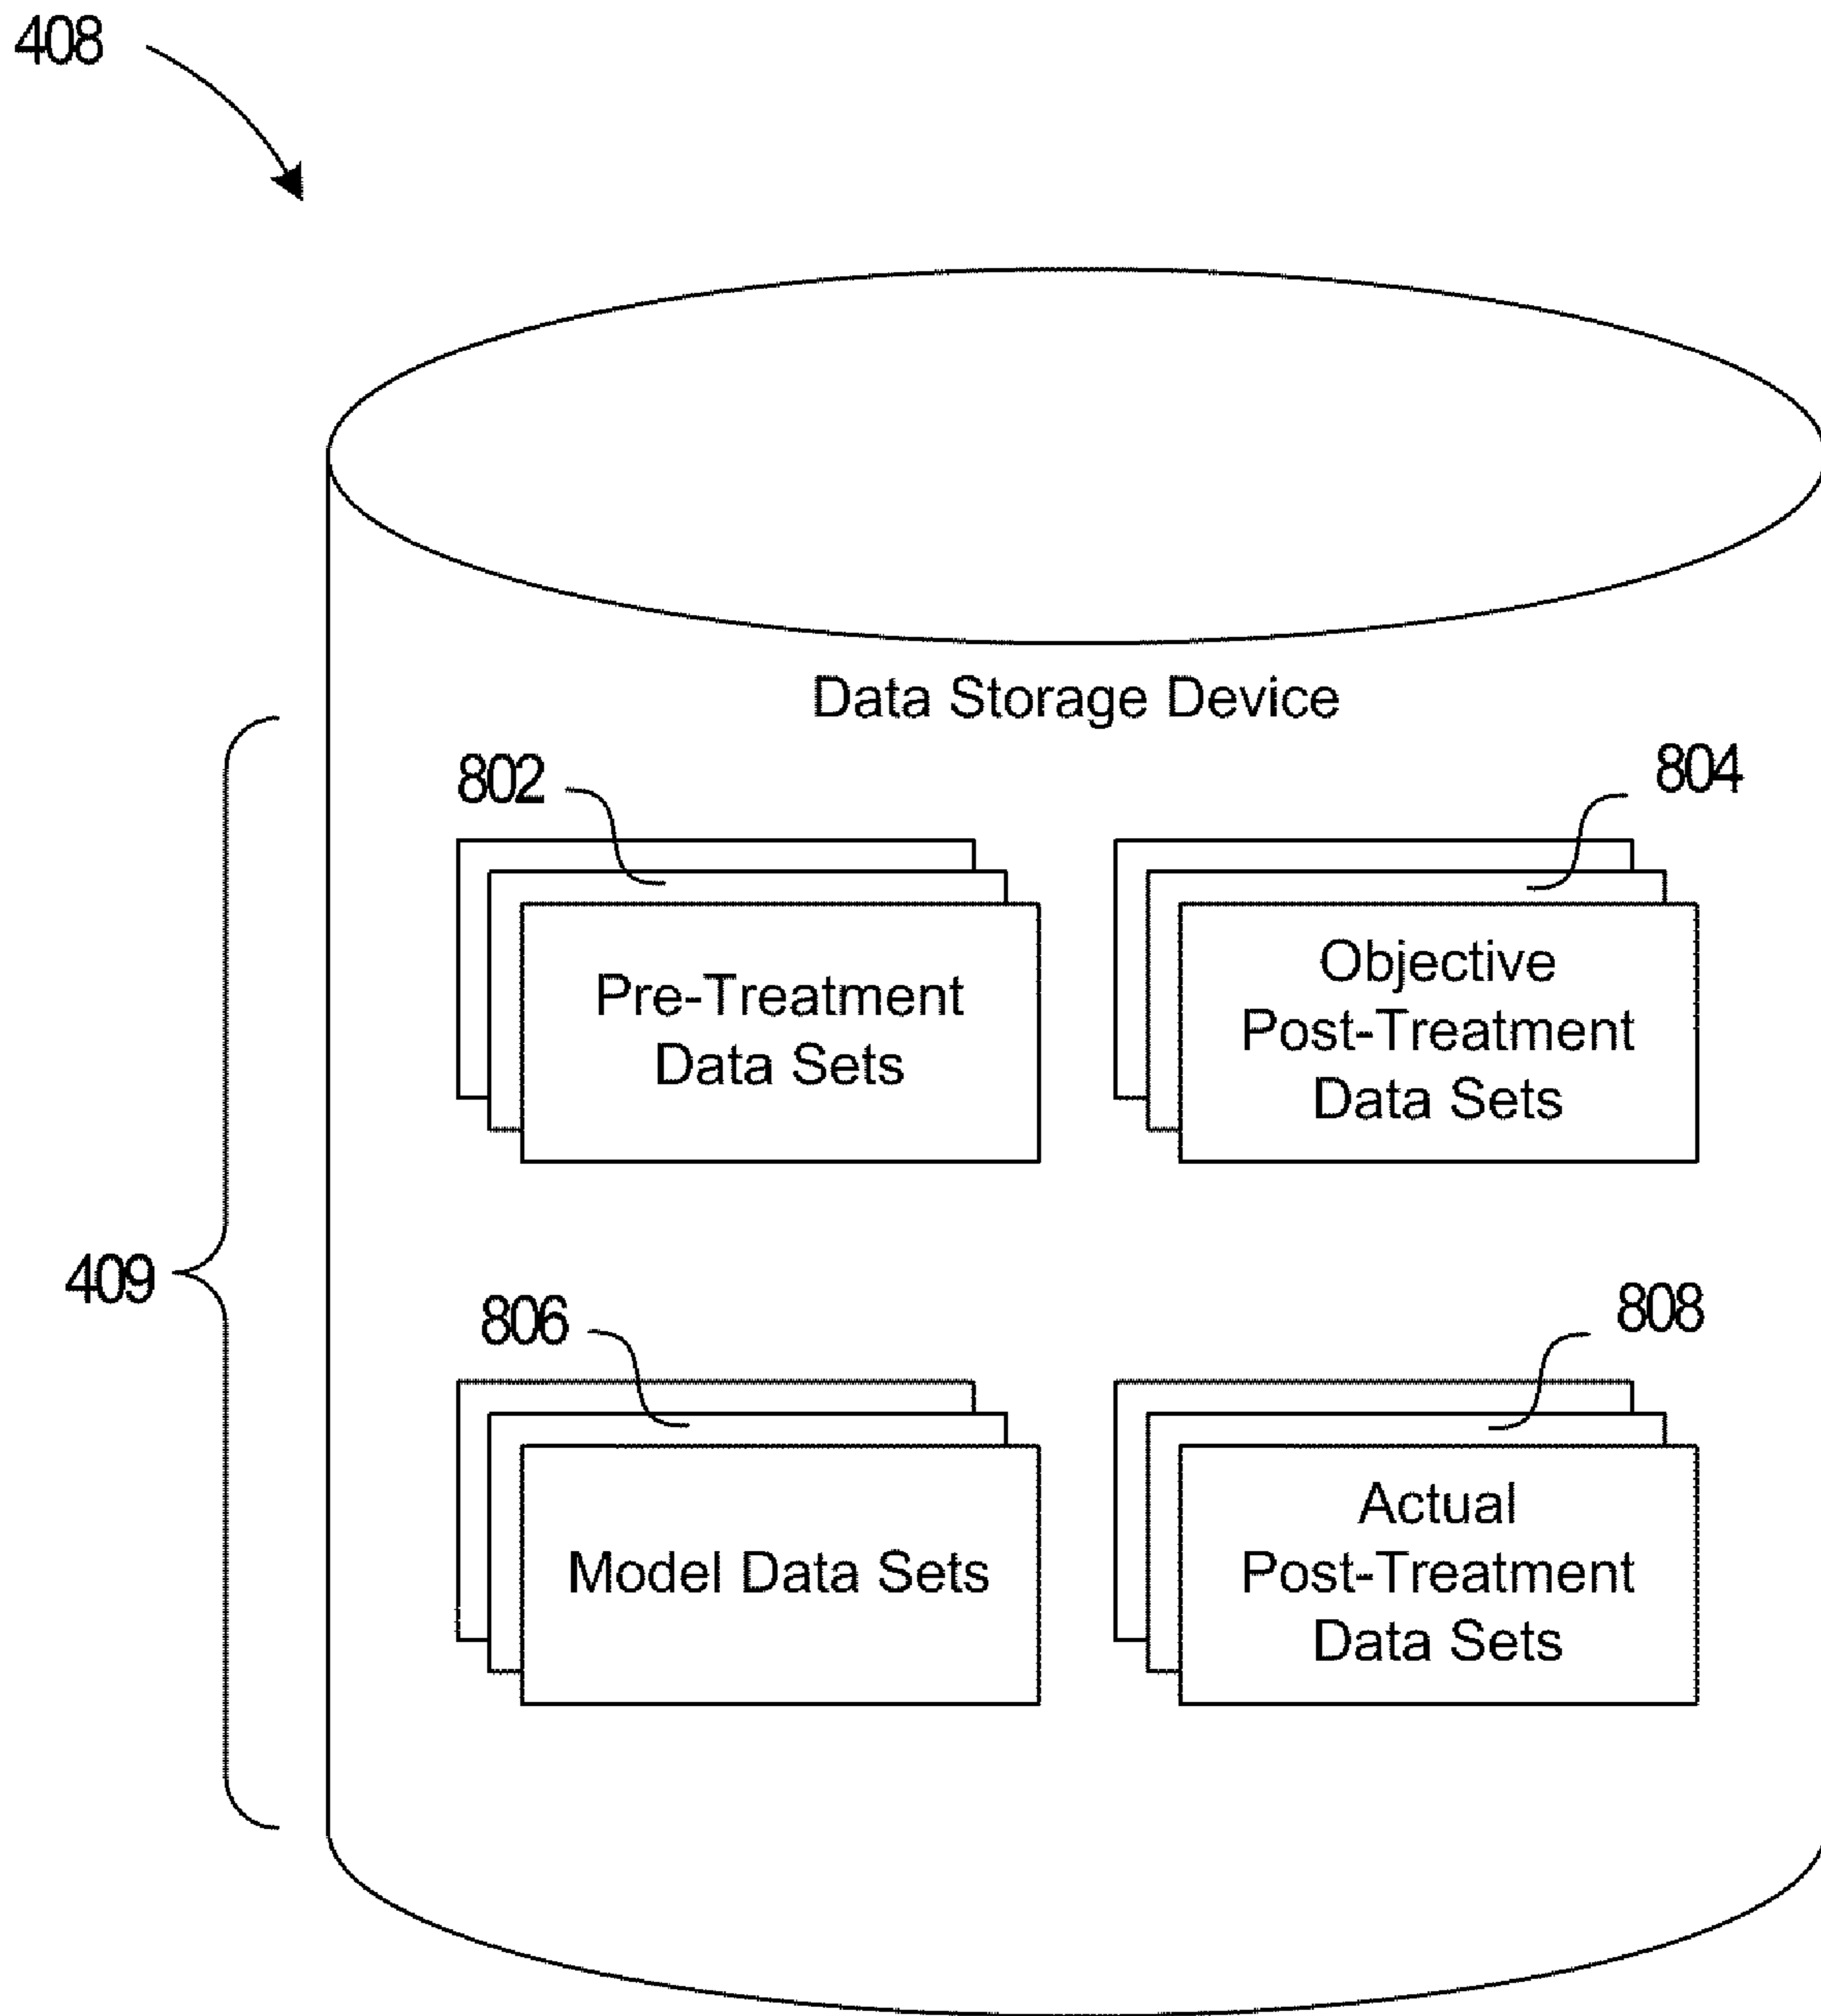 408
Data Storage Device
802
804
Pre-Treatment
Data Sets
Objective
Post-Treatment
Data Sets
409
806
808
Model Data Sets
Actual
Post-Treatment
Data Sets